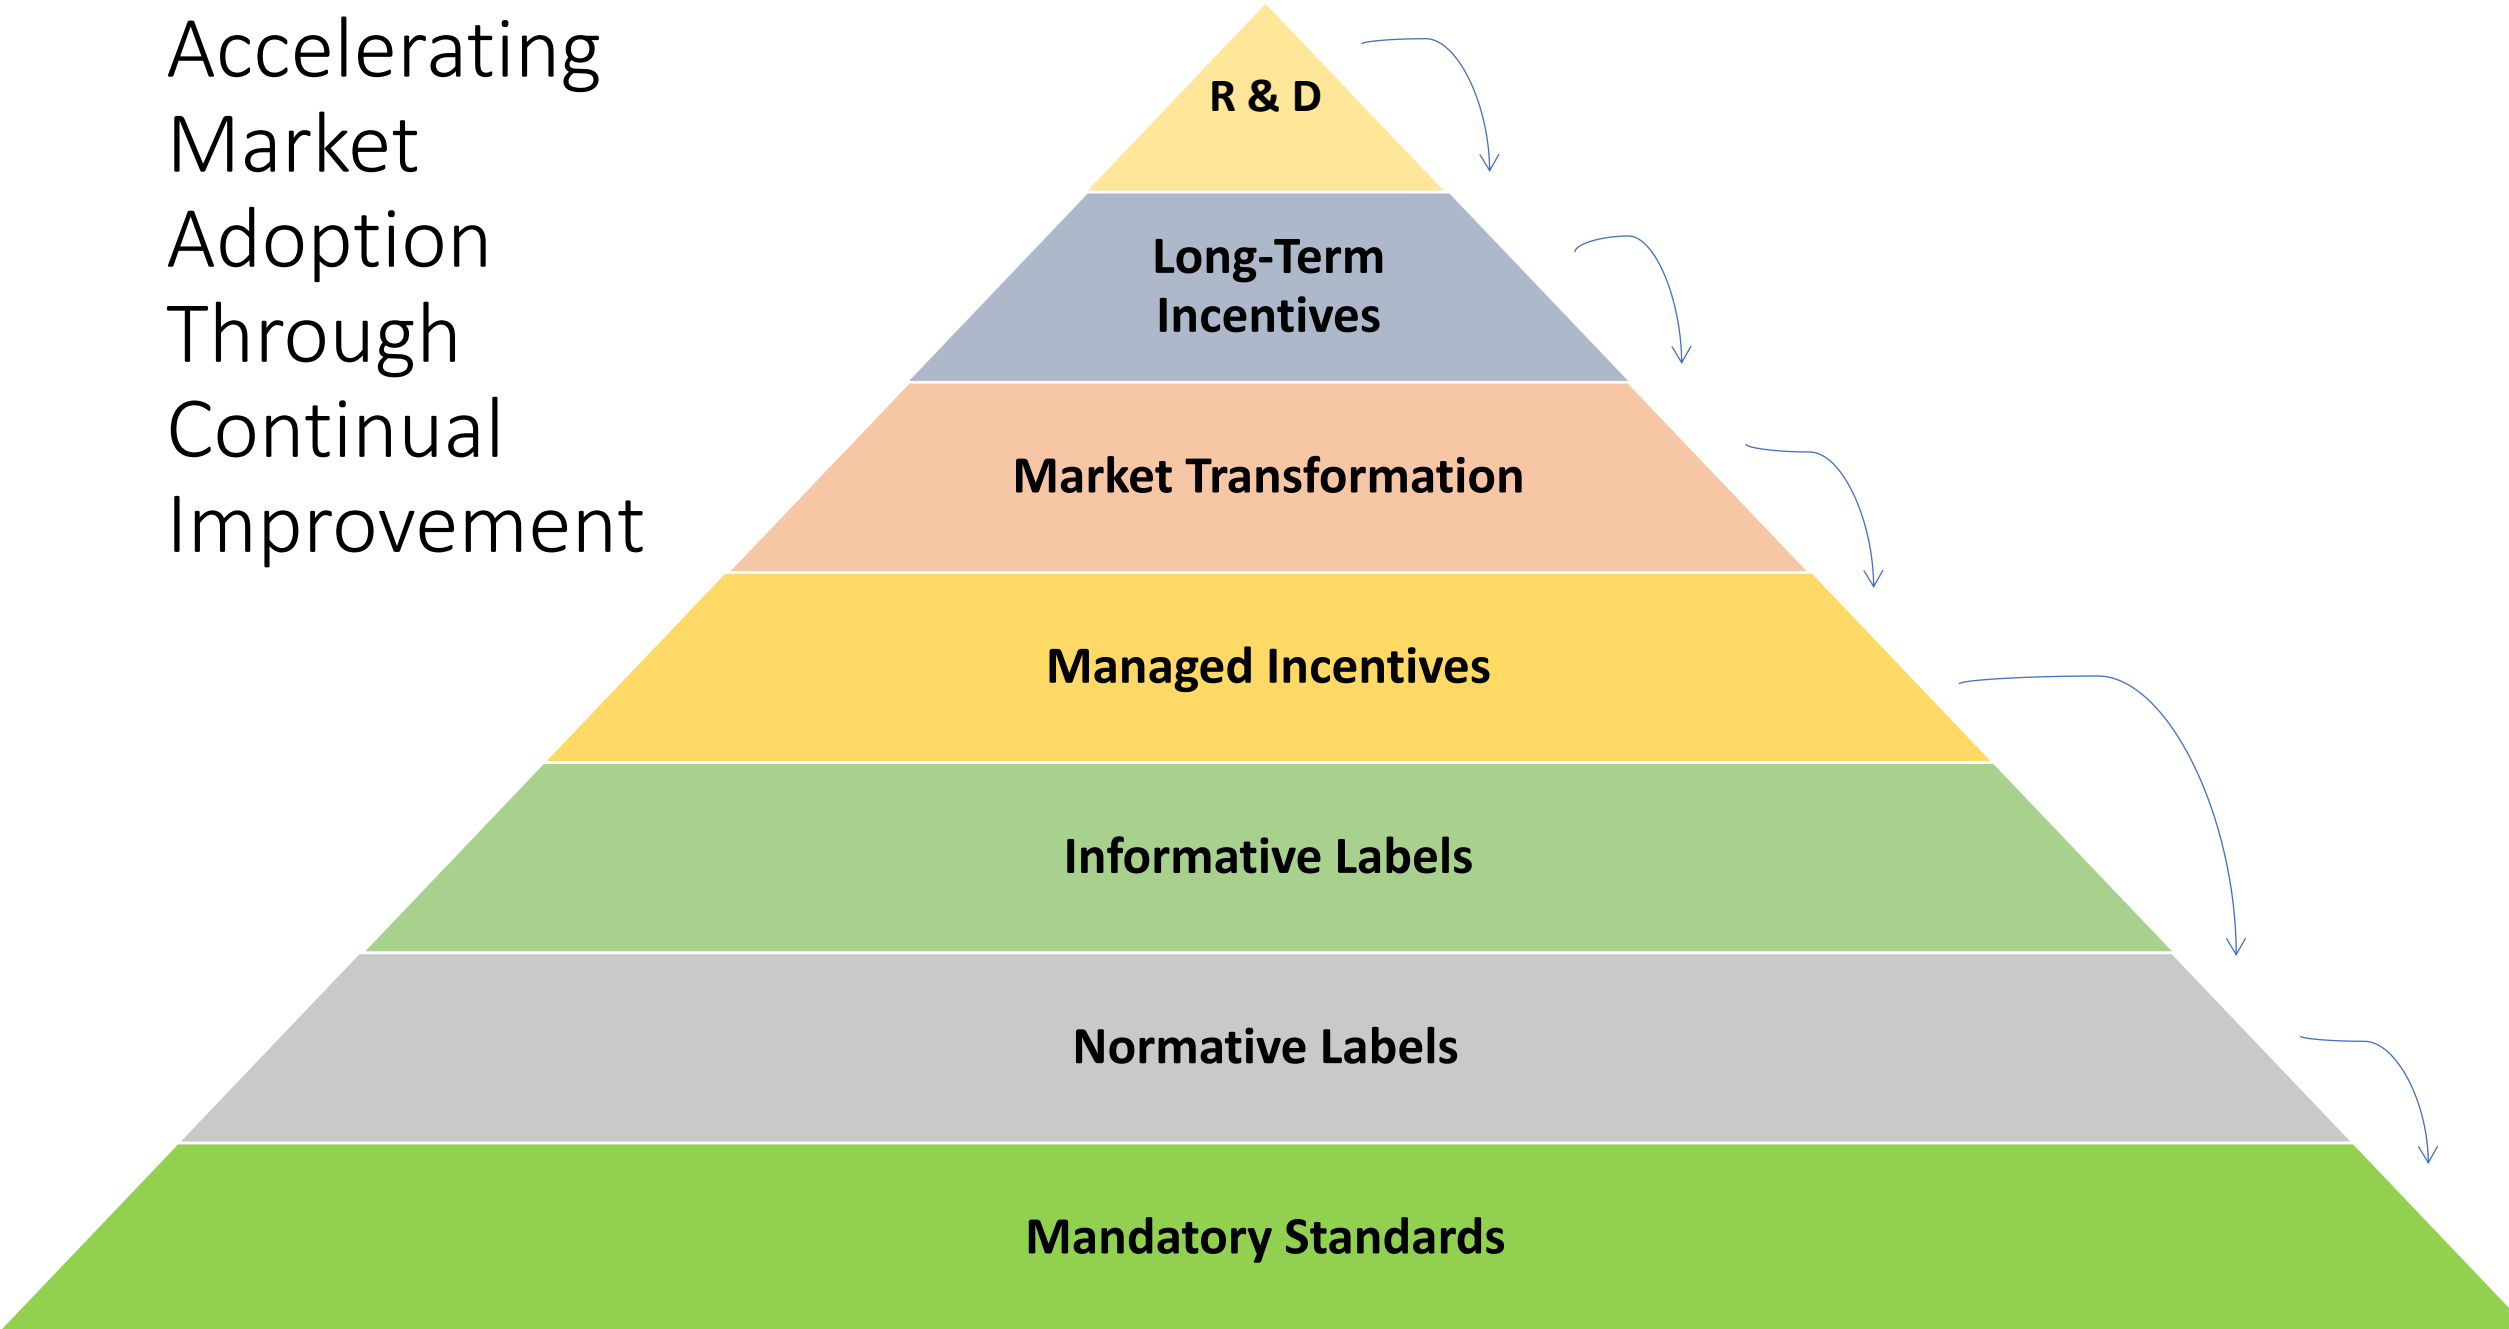 Accelerating
Market
Adoption
Through
Continual
Improvement
R & D
Long-Term
Incentives
Market Transformation
Managed Incentives
Informative Labels
Normative Labels
Mandatory Standards